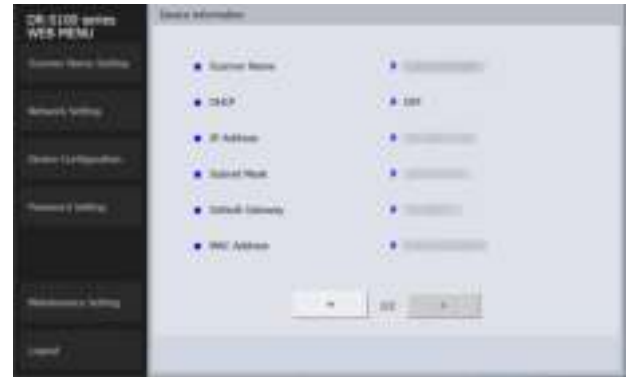 DR-S100 series
WEB MENU
Device Information
Scanner Name Setting
Network Setting
Device Configuration
Password Setting
Maintenance Setting
Logout
Scanner Name
DHCP
OFF
IP Address
Subnet Mask
Default Gateway
MAC Address